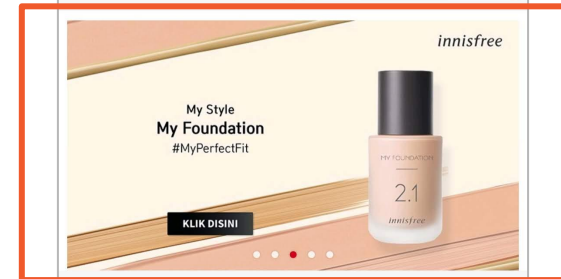 innisfree
My Style
My Foundation
#MyPerfectFit
MY FOUNDATION
2.1
innisfree
KLIK DISINI